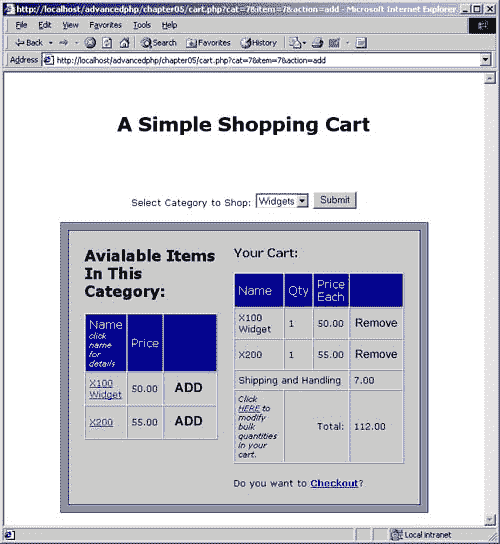 http://localhost/advancedphp/chapter05/cart.php?cat=7&item=7&action=add - Microsoft Internet Explorer
File Edit View Favorites Tools Help
Back Search Favorites History
Address http://localhost/advancedphp/chapter05/cart.php?cat=7&item=7&action=add
A Simple Shopping Cart
Select Category to Shop: Widgets Submit
Avialable Items
In This
Category:
Name
click
name
for
details
Price
X100
Widget
50.00
ADD
X200
55.00
ADD
Your Cart:
Name
Qty
Price
Each
X100
Widget
1
50.00
Remove
X200
1
55.00
Remove
Shipping and Handling
7.00
Click
HERE to
modify
bulk
quantities
in your
cart.
Total:
112.00
Do you want to Checkout?
Local intranet